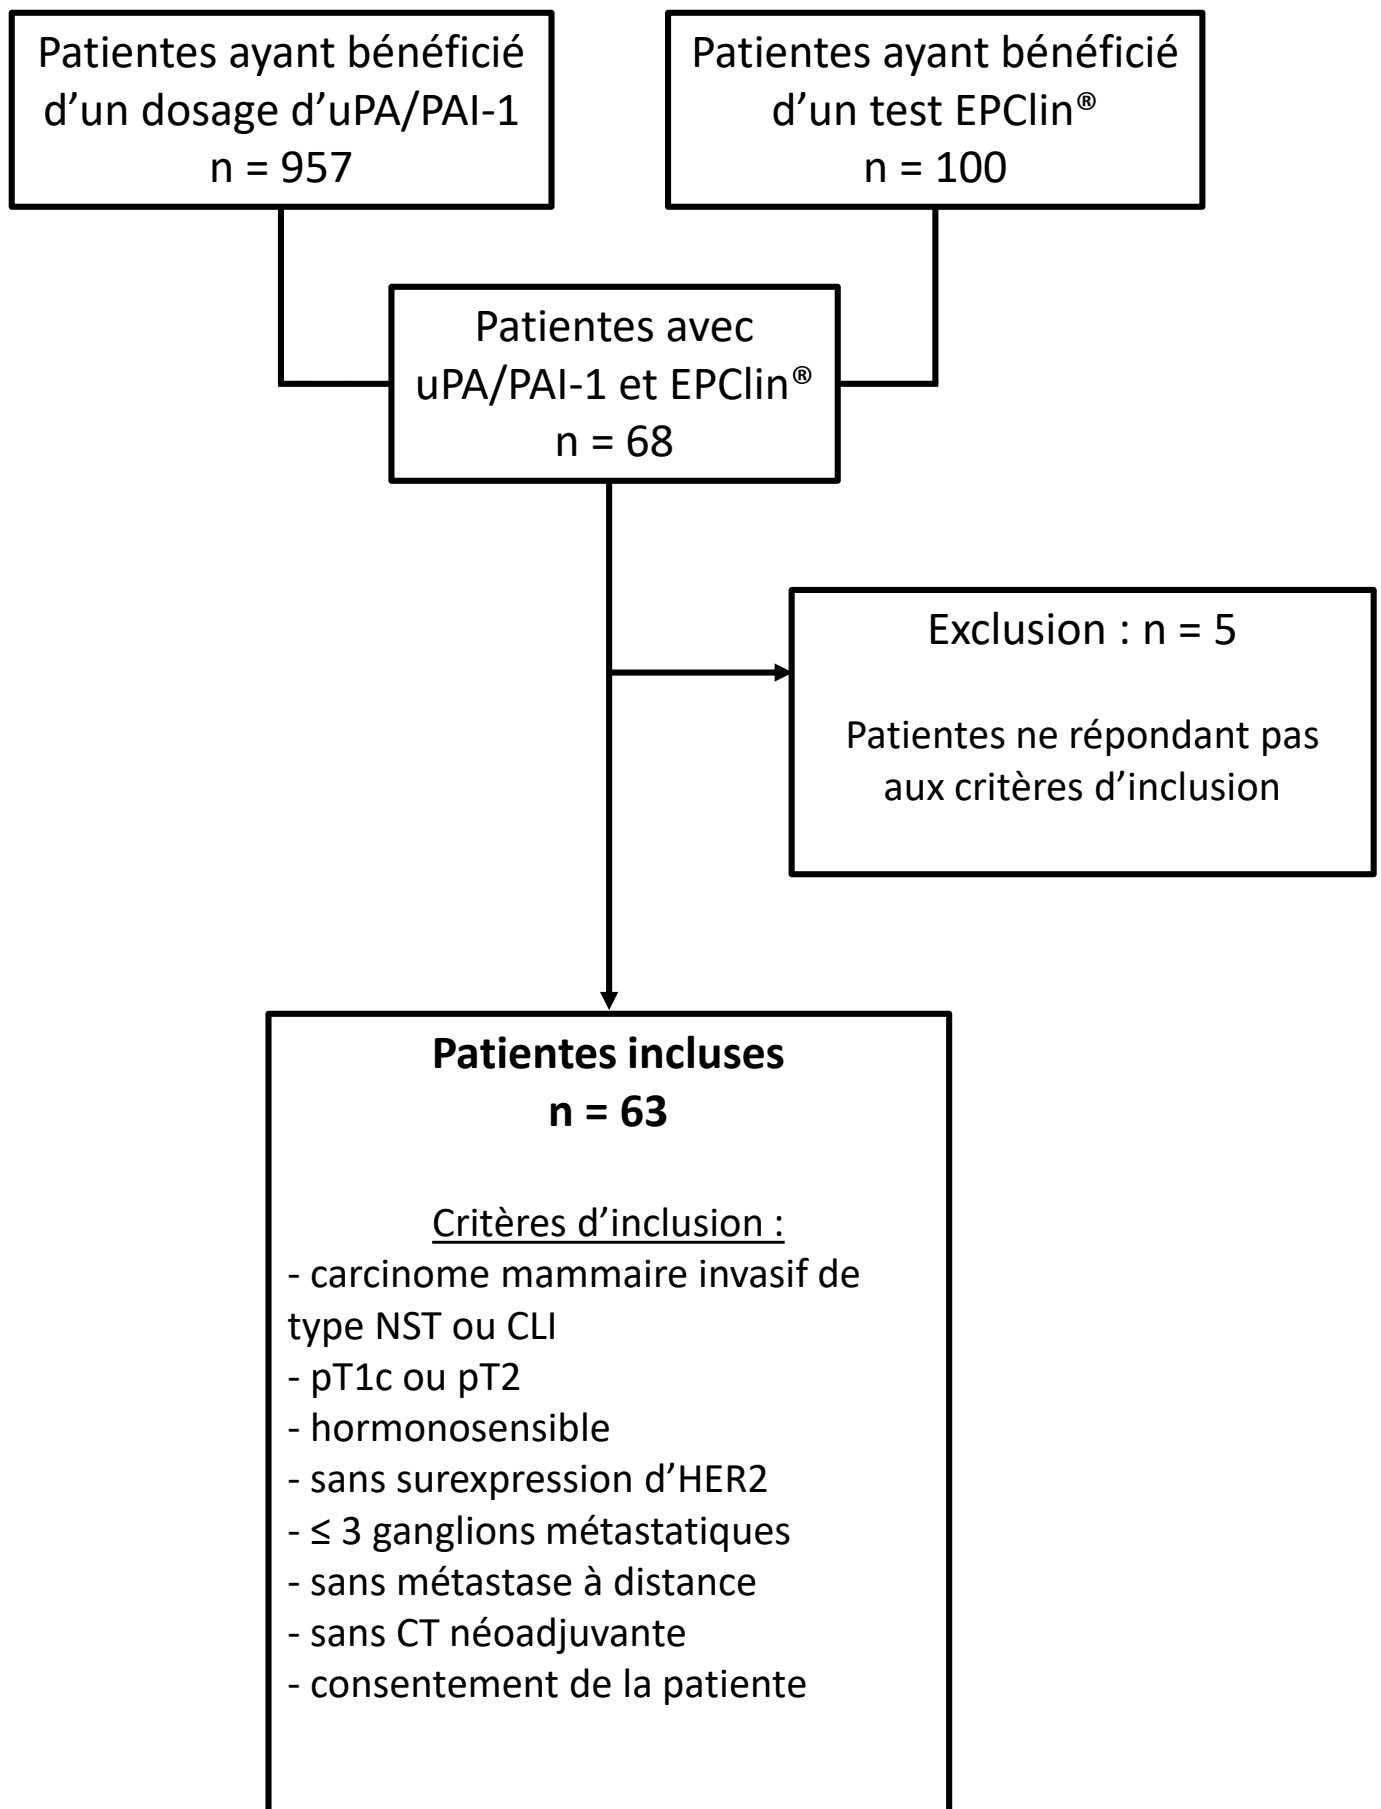 Patientes ayant bénéficié
d’un dosage d’uPA/PAI-1
n = 957
Patientes ayant bénéficié
d’un test EPClin®
n = 100
Patientes avec
uPA/PAI-1 et EPClin®
n = 68
Exclusion : n = 5
Patientes ne répondant pas
aux critères d’inclusion
Patientes incluses
n = 63
Critères d’inclusion :
- carcinome mammaire invasif de
type NST ou CLI
- pT1c ou pT2
- hormonosensible
- sans surexpression d’HER2
- ≤ 3 ganglions métastatiques
- sans métastase à distance
- sans CT néoadjuvante
- consentement de la patiente